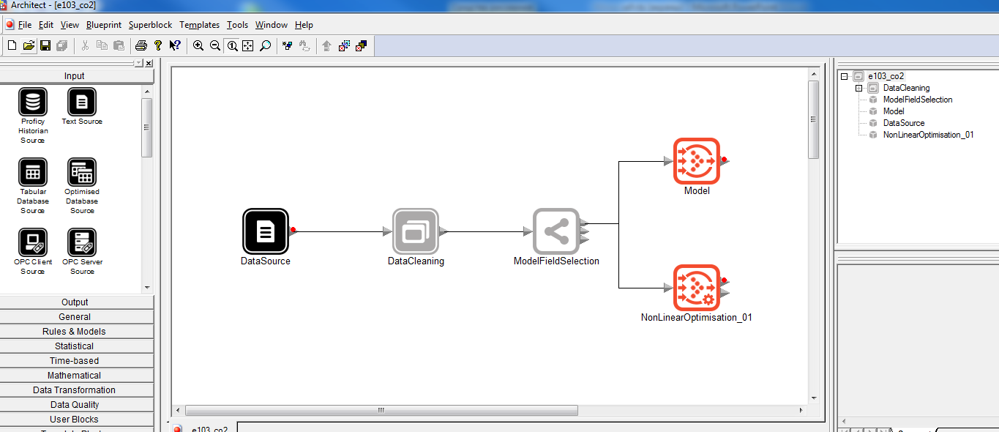 Architect - [e103_co2]
File Edit View Blueprint Superblock Templates Tools Window Help
Input
Proficy
Historian
Source
Text Source
Tabular
Database
Source
Optimised
Database
Source
OPC Client
Source
OPC Server
Source
Output
General
Rules & Models
Statistical
Time-based
Mathematical
Data Transformation
Data Quality
User Blocks
DataSource
DataCleaning
ModelFieldSelection
Model
NonLinearOptimisation_01
e103_co2
e103_co2
DataCleaning
ModelFieldSelection
Model
DataSource
NonLinearOptimisation_01